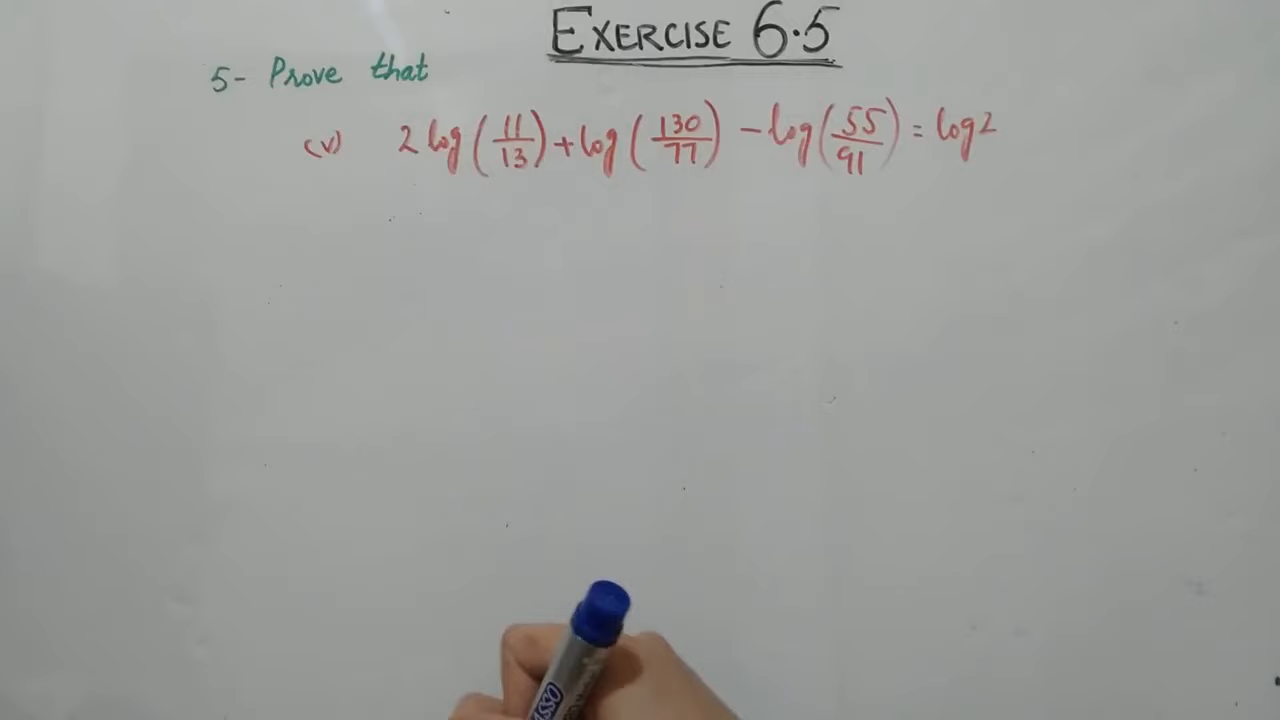 EXERCISE 6.5
5- Prove that
(v) 2 log (11/13) + log (130/77) - log (55/91) = log 2